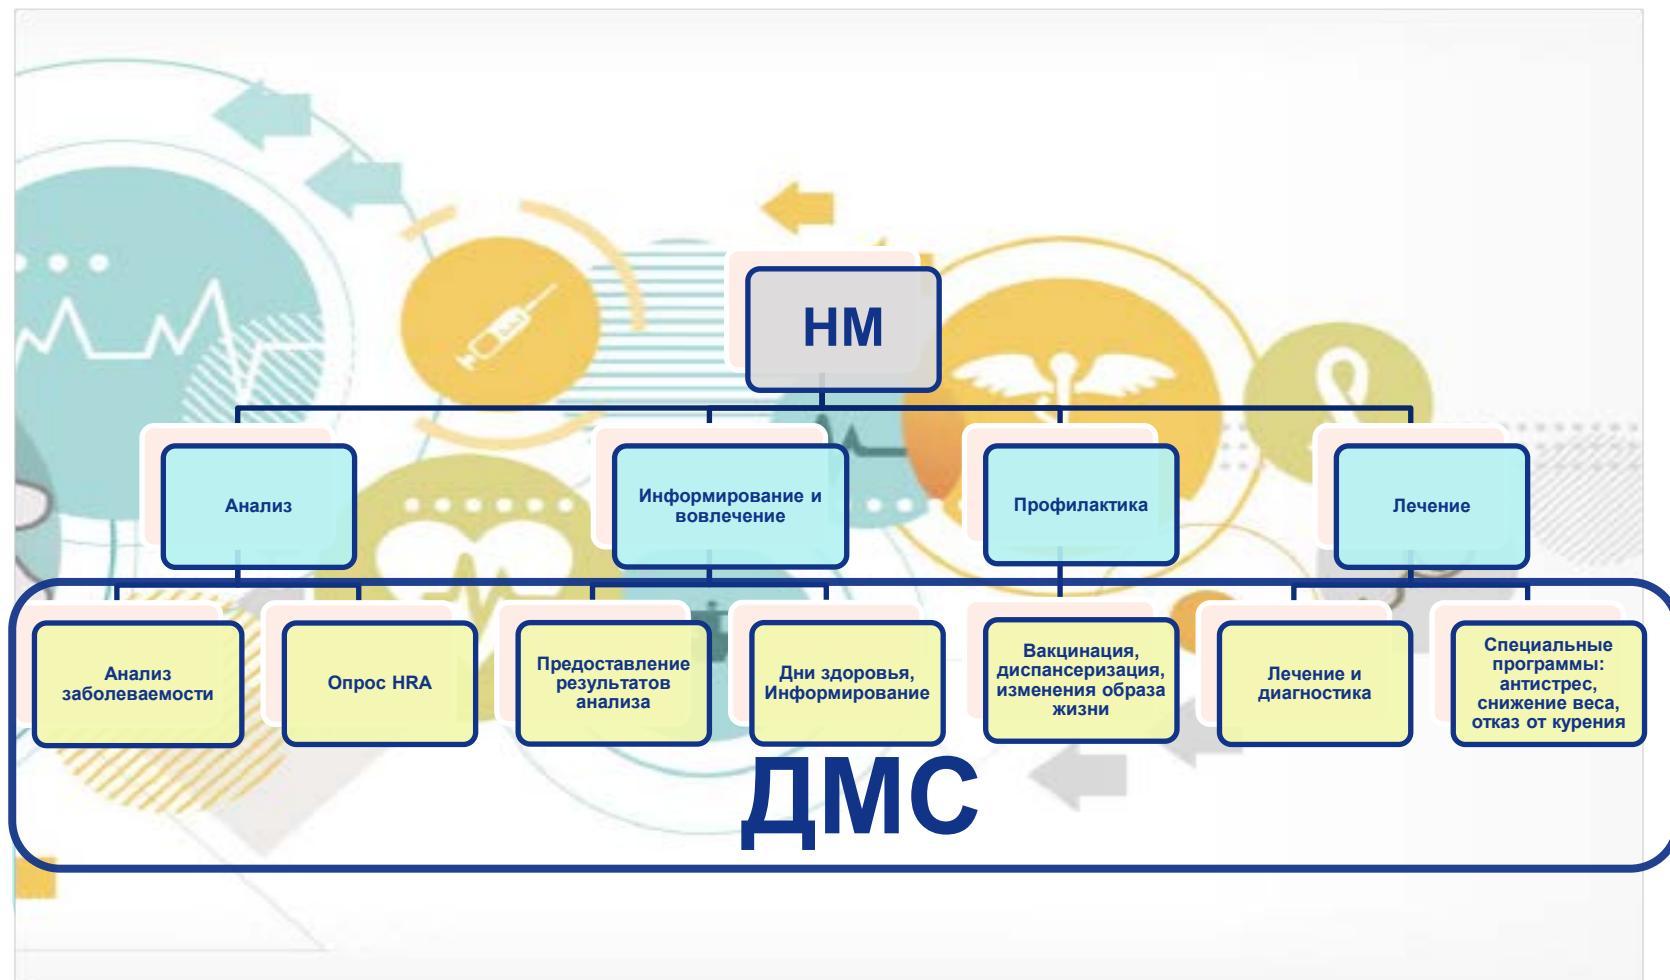 НМ
Анализ
Информирование и
вовлечение
Профилактика
Лечение
Анализ
заболеваемости
Опрос HRA
Предоставление
результатов
анализа
Дни здоровья,
Информирование
Вакцинация,
диспансеризация,
изменения образа
жизни
Лечение и
диагностика
Специальные
программы:
антистрес,
снижение веса,
отказ от курения
ДМС